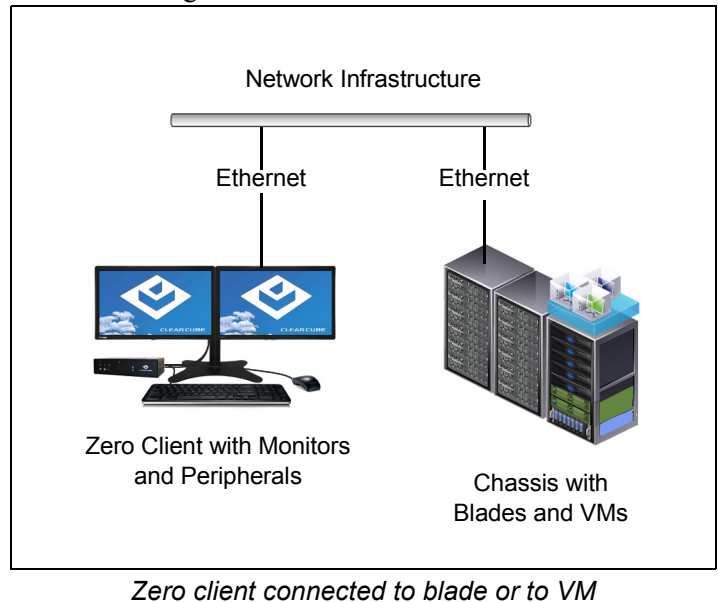 Network Infrastructure
Ethernet
Ethernet
CLEARCUBE
CLEARCUBE
Zero Client with Monitors
and Peripherals
Chassis with
Blades and VMs
Zero client connected to blade or to VM